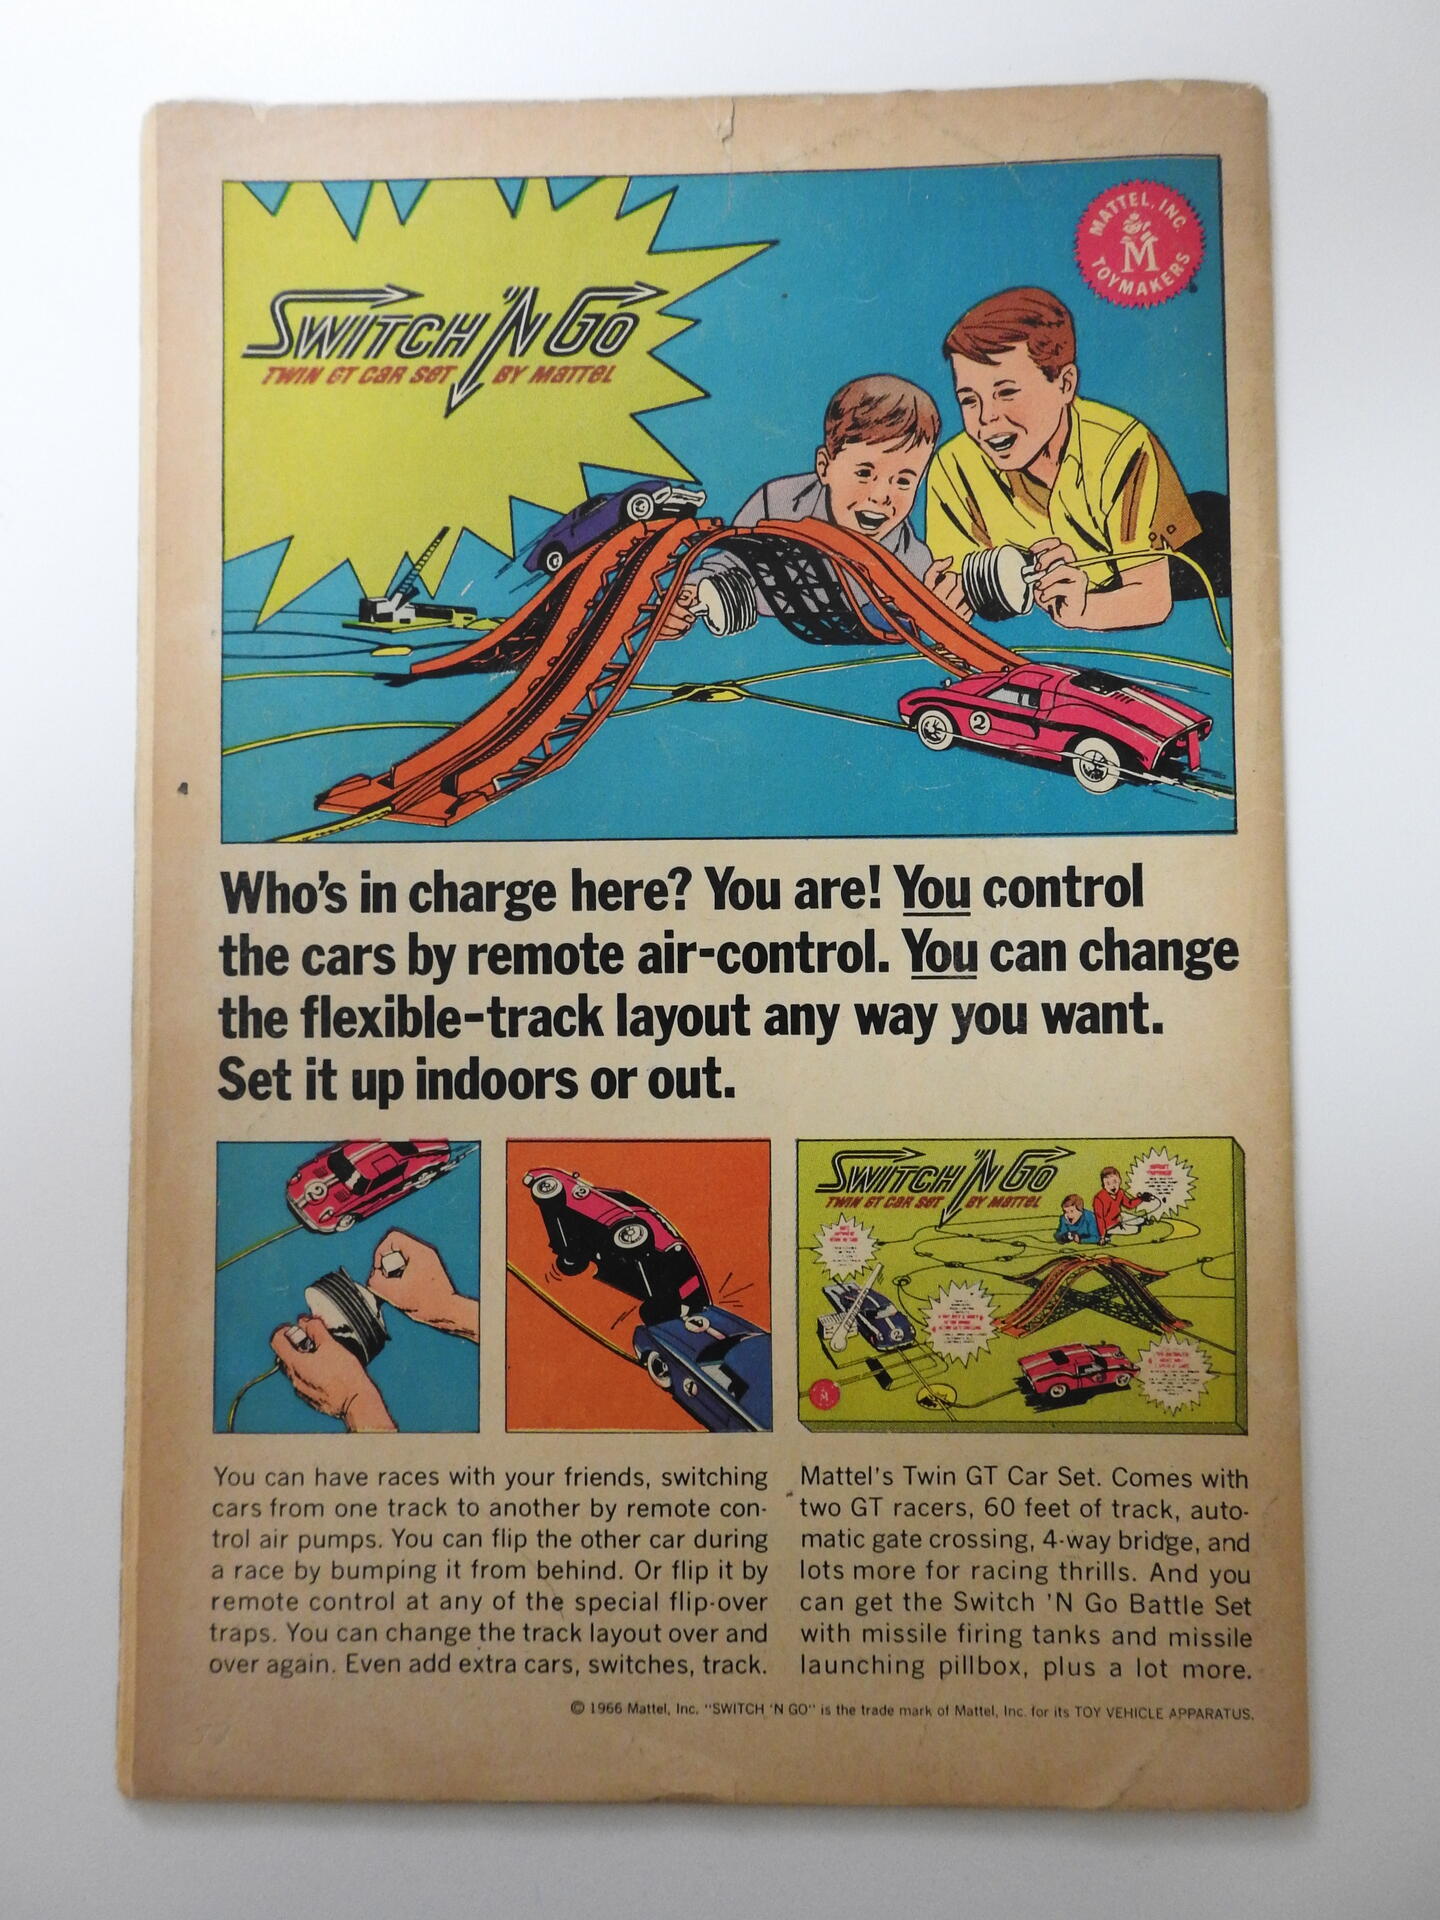 MATTEL, INC.
M
TOYMAKERS
SWITCH 'N GO
TWIN GT CAR SET BY MATTEL
2
Who's in charge here? You are! You control
the cars by remote air-control. You can change
the flexible-track layout any way you want.
Set it up indoors or out.
2
2
SWITCH 'N GO
TWIN GT CAR SET BY MATTEL
2
You can have races with your friends, switching
cars from one track to another by remote con-
trol air pumps. You can flip the other car during
a race by bumping it from behind. Or flip it by
remote control at any of the special flip-over
traps. You can change the track layout over and
over again. Even add extra cars, switches, track.
Mattel's Twin GT Car Set. Comes with
two GT racers, 60 feet of track, auto-
matic gate crossing, 4-way bridge, and
lots more for racing thrills. And you
can get the Switch 'N Go Battle Set
with missile firing tanks and missile
launching pillbox, plus a lot more.
© 1966 Mattel, Inc. "SWITCH 'N GO" is the trade mark of Mattel, Inc. for its TOY VEHICLE APPARATUS.